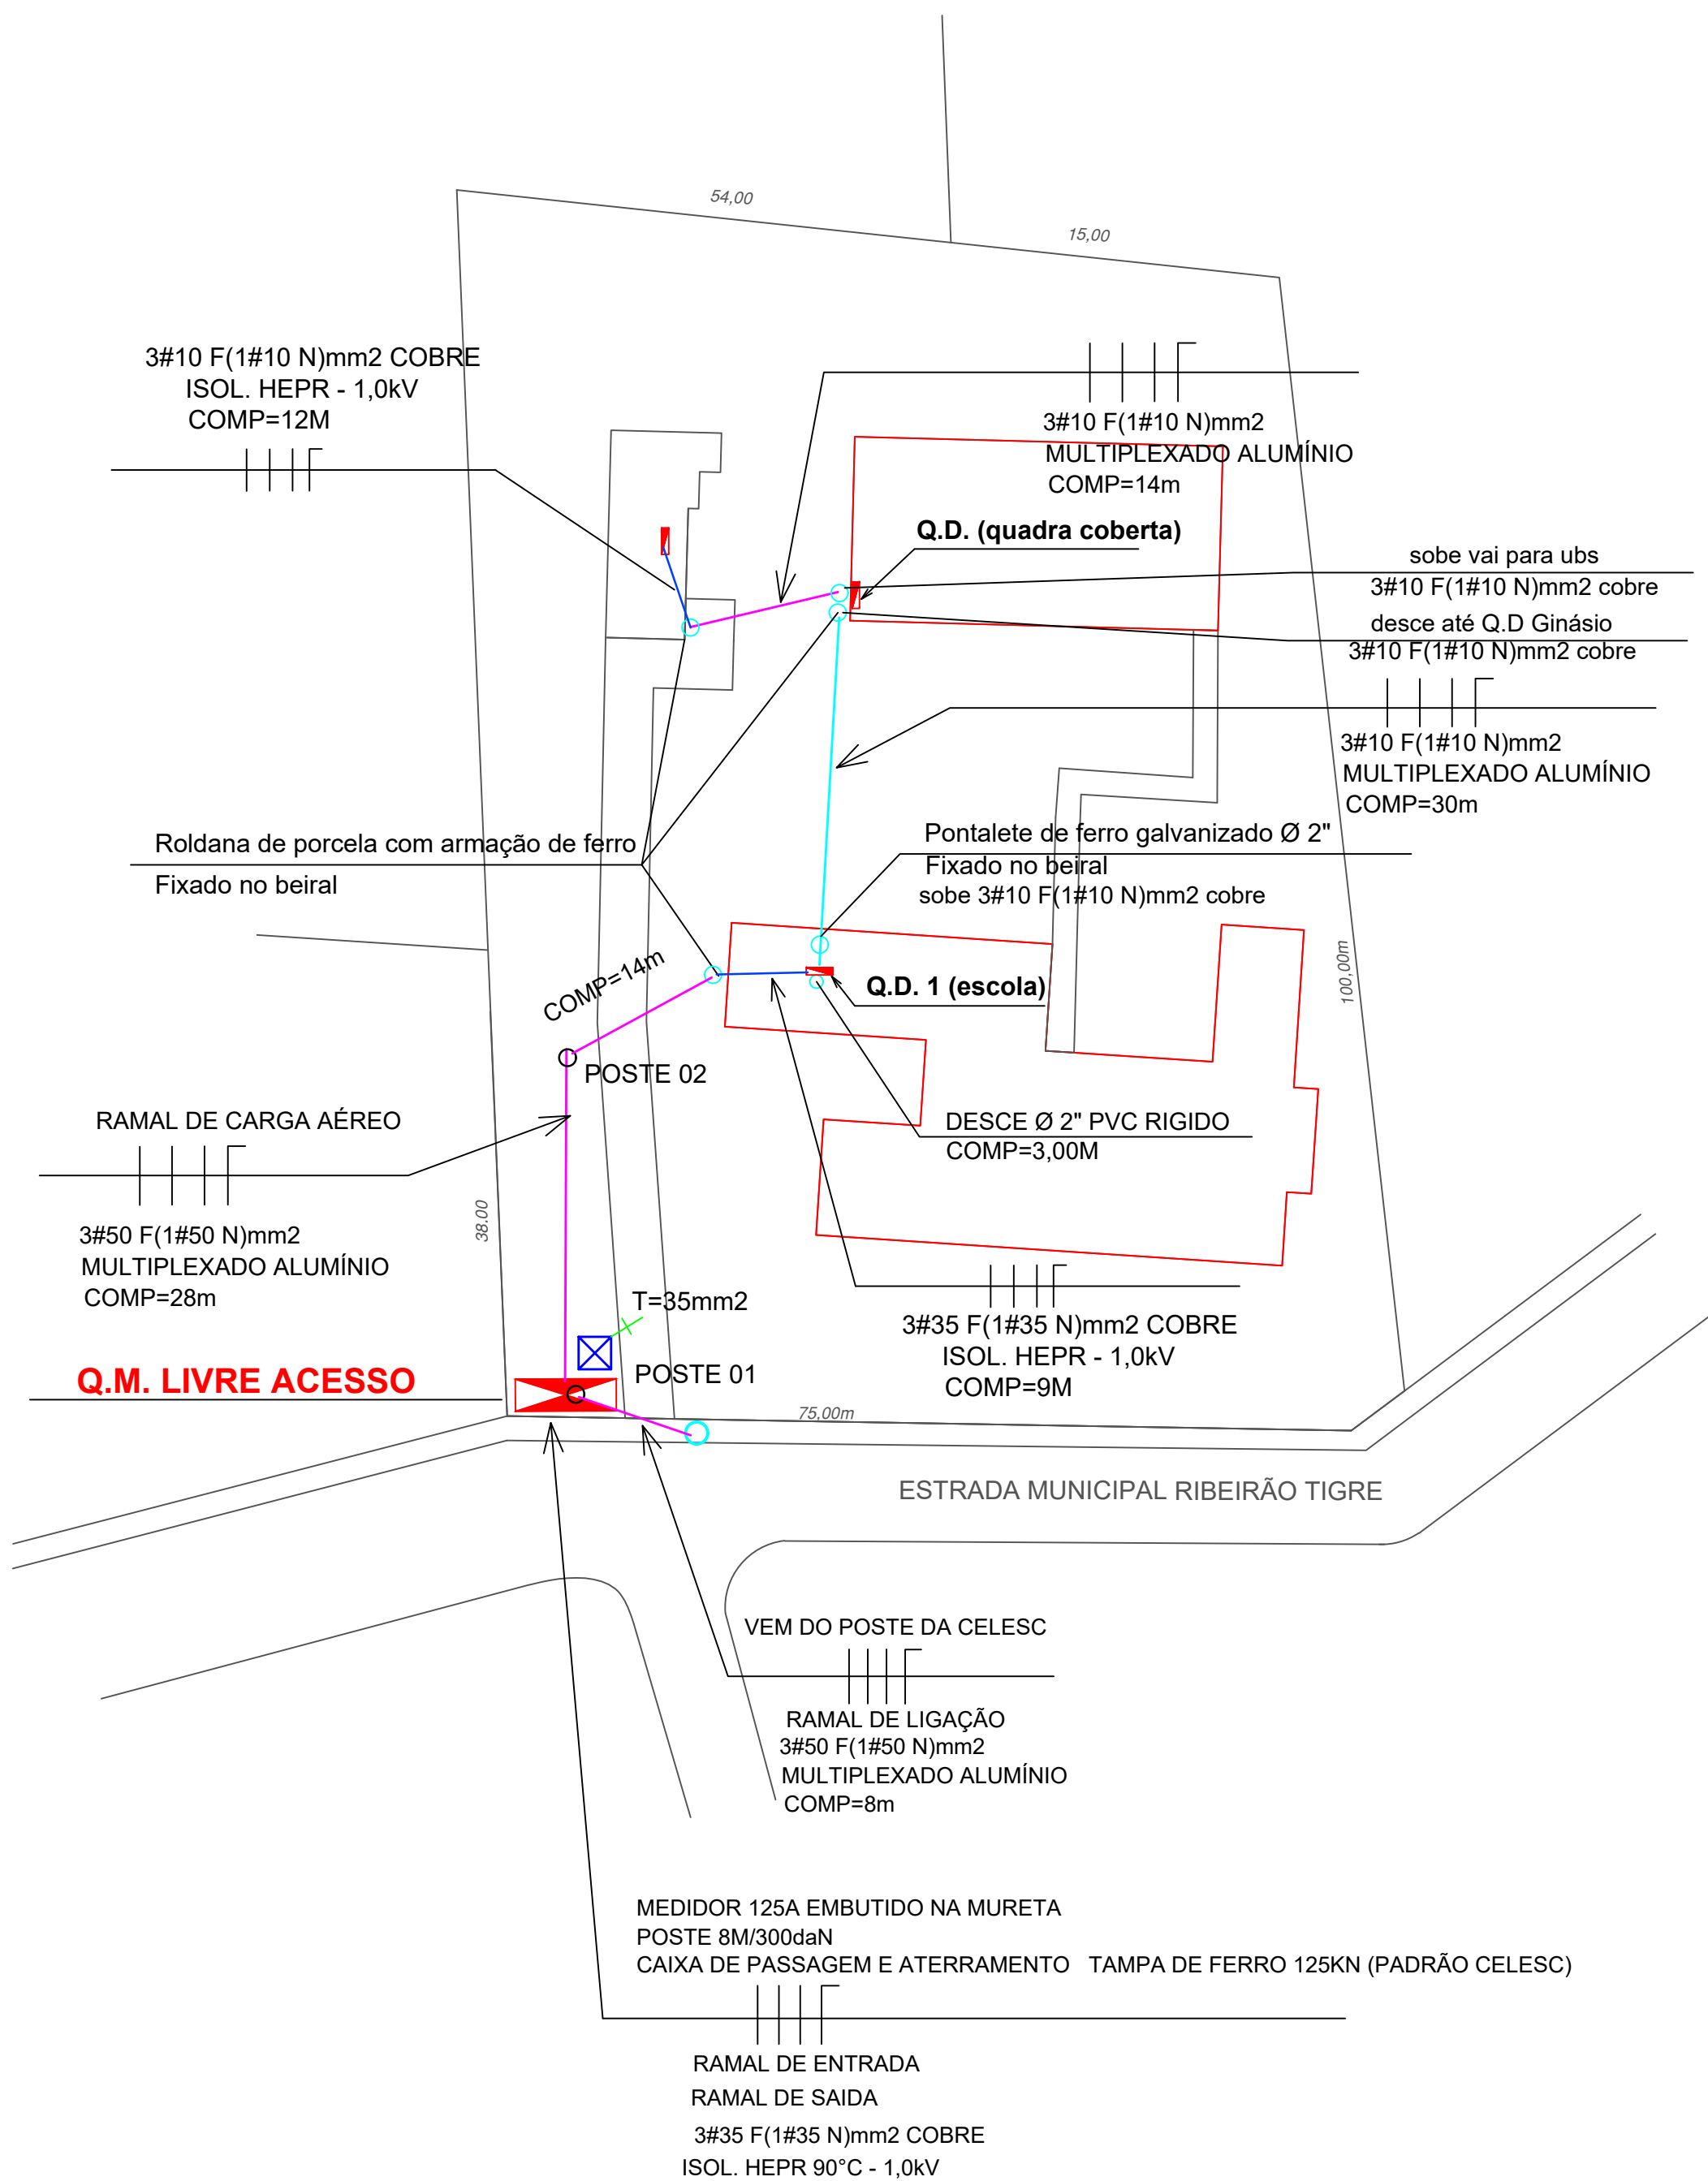 54,00
15,00
3#10 F(1#10 N)mm2 COBRE
ISOL. HEPR - 1,0kV
COMP=12M
3#10 F(1#10 N)mm2
MULTIPLEXADO ALUMÍNIO
COMP=14m
Q.D. (quadra coberta)
sobe vai para ubs
3#10 F(1#10 N)mm2 cobre
desce até Q.D Ginásio
3#10 F(1#10 N)mm2 cobre
3#10 F(1#10 N)mm2
MULTIPLEXADO ALUMÍNIO
COMP=30m
Roldana de porcela com armação de ferro
Fixado no beiral
Pontalete de ferro galvanizado Ø 2"
Fixado no beiral
sobe 3#10 F(1#10 N)mm2 cobre
COMP=14m
Q.D. 1 (escola)
100,00m
POSTE 02
RAMAL DE CARGA AÉREO
DESCE Ø 2" PVC RIGIDO
COMP=3,00M
38.00
3#50 F(1#50 N)mm2
MULTIPLEXADO ALUMÍNIO
COMP=28m
T=35mm2
3#35 F(1#35 N)mm2 COBRE
ISOL. HEPR - 1,0kV
COMP=9M
Q.M. LIVRE ACESSO
POSTE 01
75,00m
ESTRADA MUNICIPAL RIBEIRÃO TIGRE
VEM DO POSTE DA CELESC
RAMAL DE LIGAÇÃO
3#50 F(1#50 N)mm2
MULTIPLEXADO ALUMÍNIO
COMP=8m
MEDIDOR 125A EMBUTIDO NA MURETA
POSTE 8M/300daN
CAIXA DE PASSAGEM E ATERRAMENTO TAMPA DE FERRO 125KN (PADRÃO CELESC)
RAMAL DE ENTRADA
RAMAL DE SAIDA
3#35 F(1#35 N)mm2 COBRE
ISOL. HEPR 90°C - 1,0kV